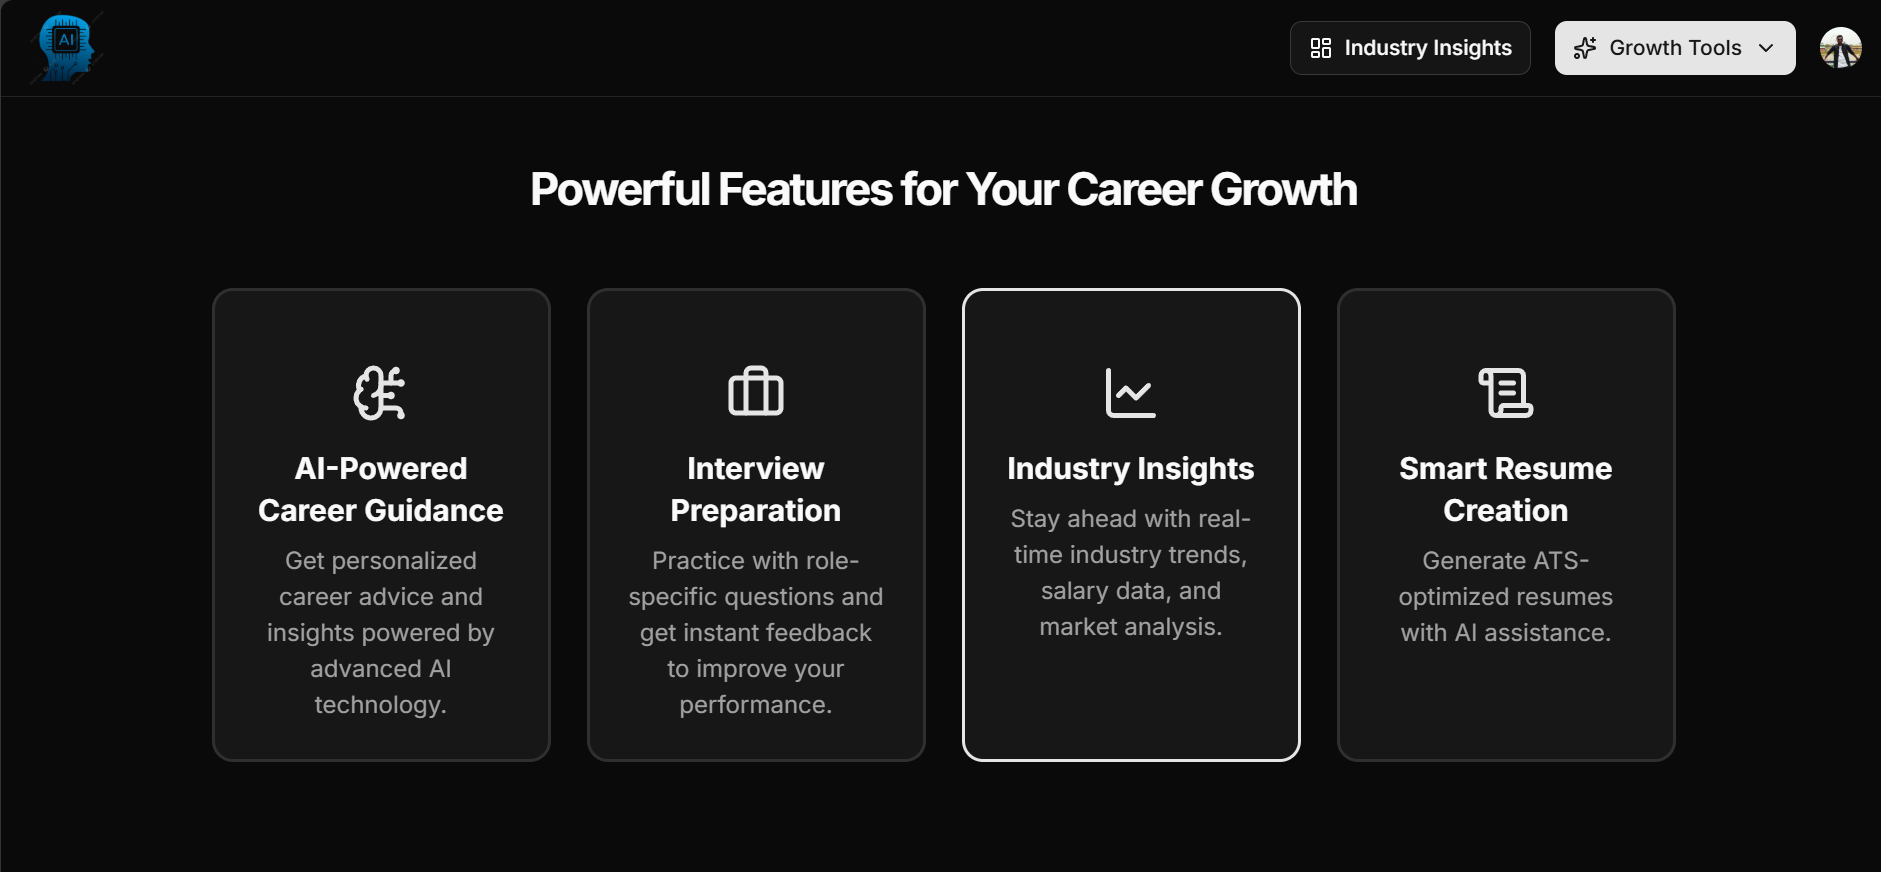 AI
Industry Insights
Growth Tools
Powerful Features for Your Career Growth
AI-Powered
Career Guidance
Get personalized
career advice and
insights powered by
advanced AI
technology.
Interview
Preparation
Practice with role-
specific questions and
get instant feedback
to improve your
performance.
Industry Insights
Stay ahead with real-
time industry trends,
salary data, and
market analysis.
Smart Resume
Creation
Generate ATS-
optimized resumes
with AI assistance.